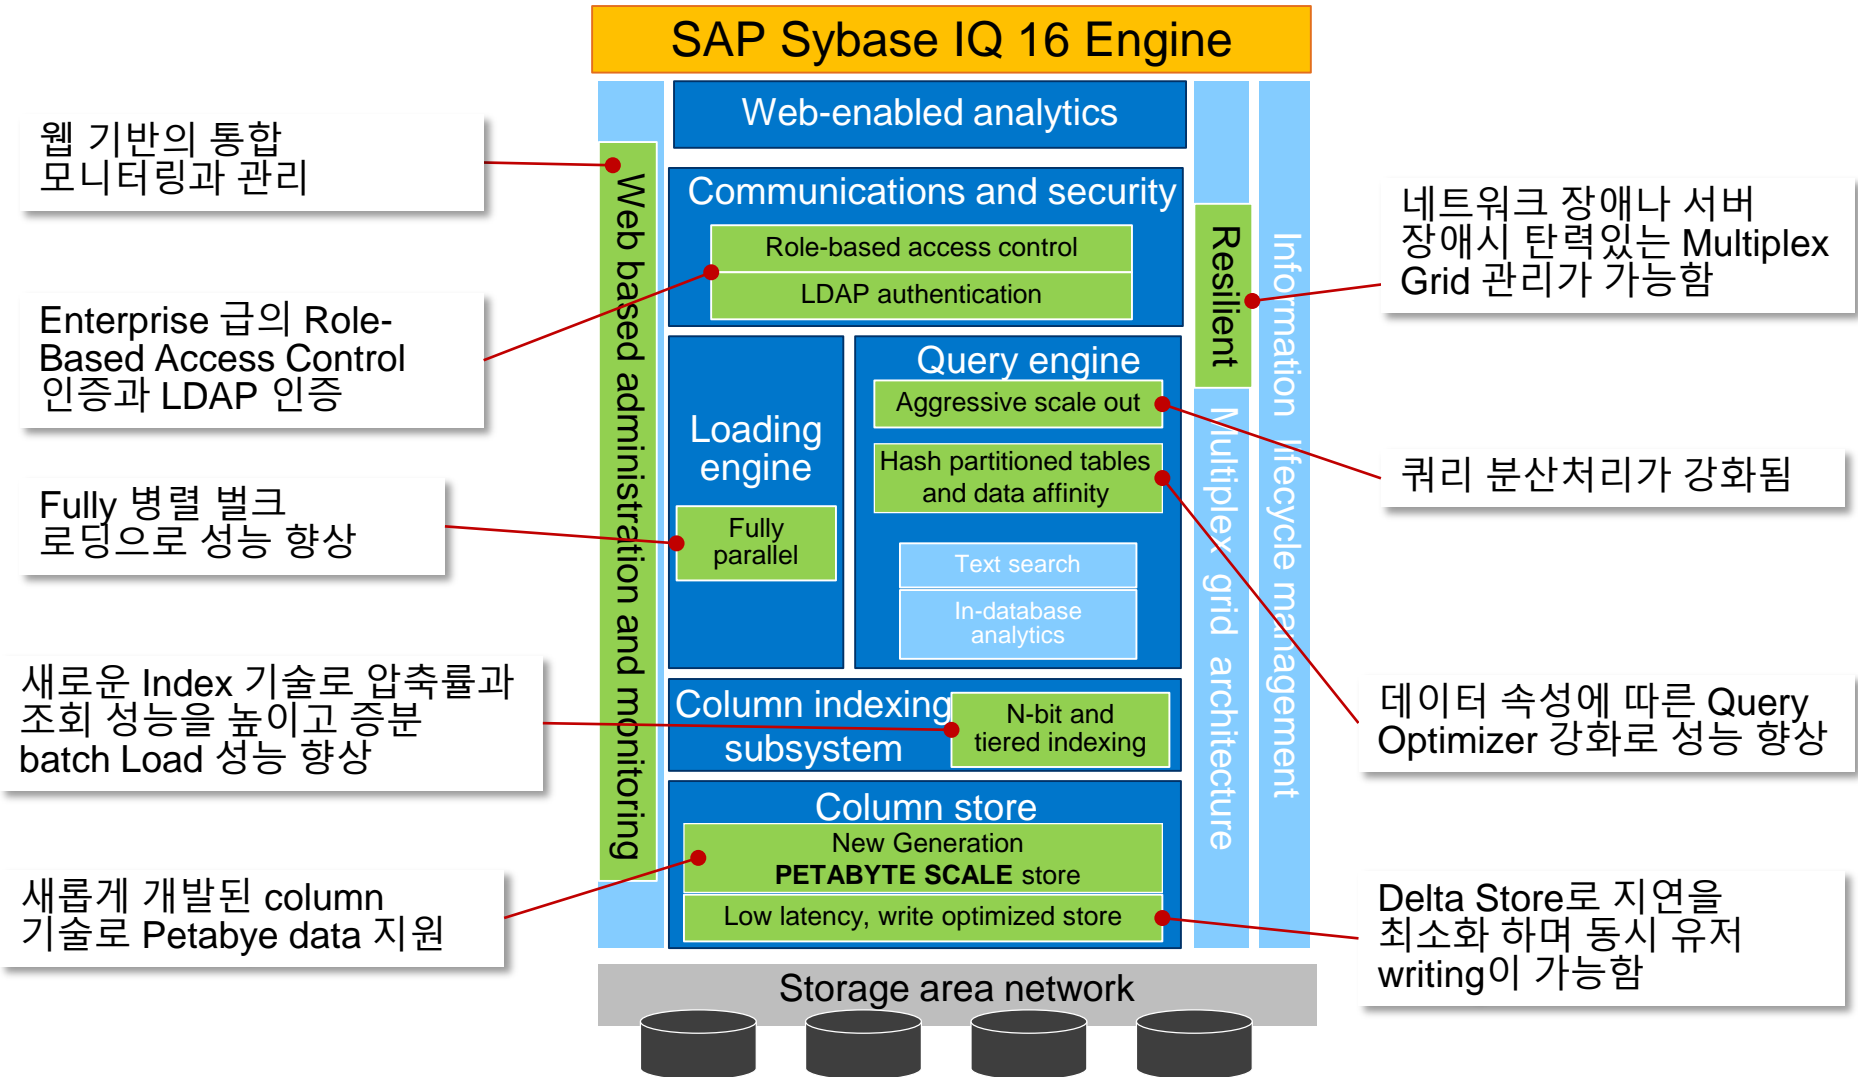 SAP Sybase IQ 16 Engine
Web-enabled analytics
웹 기반의 통합
모니터링과 관리
Communications and security
Role-based access control
LDAP authentication
Enterprise 급의 Role-
Based Access Control
인증과 LDAP 인증
Web based administration and monitoring
Loading
engine
Fully
parallel
Fully 병렬 벌크
로딩으로 성능 향상
Query engine
Aggressive scale out
Hash partitioned tables
and data affinity
Text search
In-database
analytics
Resilient
Multiplex grid architecture
Information lifecycle management
네트워크 장애나 서버
장애시 탄력있는 Multiplex
Grid 관리가 가능함
쿼리 분산처리가 강화됨
데이터 속성에 따른 Query
Optimizer 강화로 성능 향상
새로운 Index 기술로 압축률과
조회 성능을 높이고 증분
batch Load 성능 향상
Column indexing
subsystem
N-bit and
tiered indexing
Column store
New Generation
PETABYTE SCALE store
Low latency, write optimized store
새롭게 개발된 column
기술로 Petabye data 지원
Delta Store로 지연을
최소화 하며 동시 유저
writing이 가능함
Storage area network